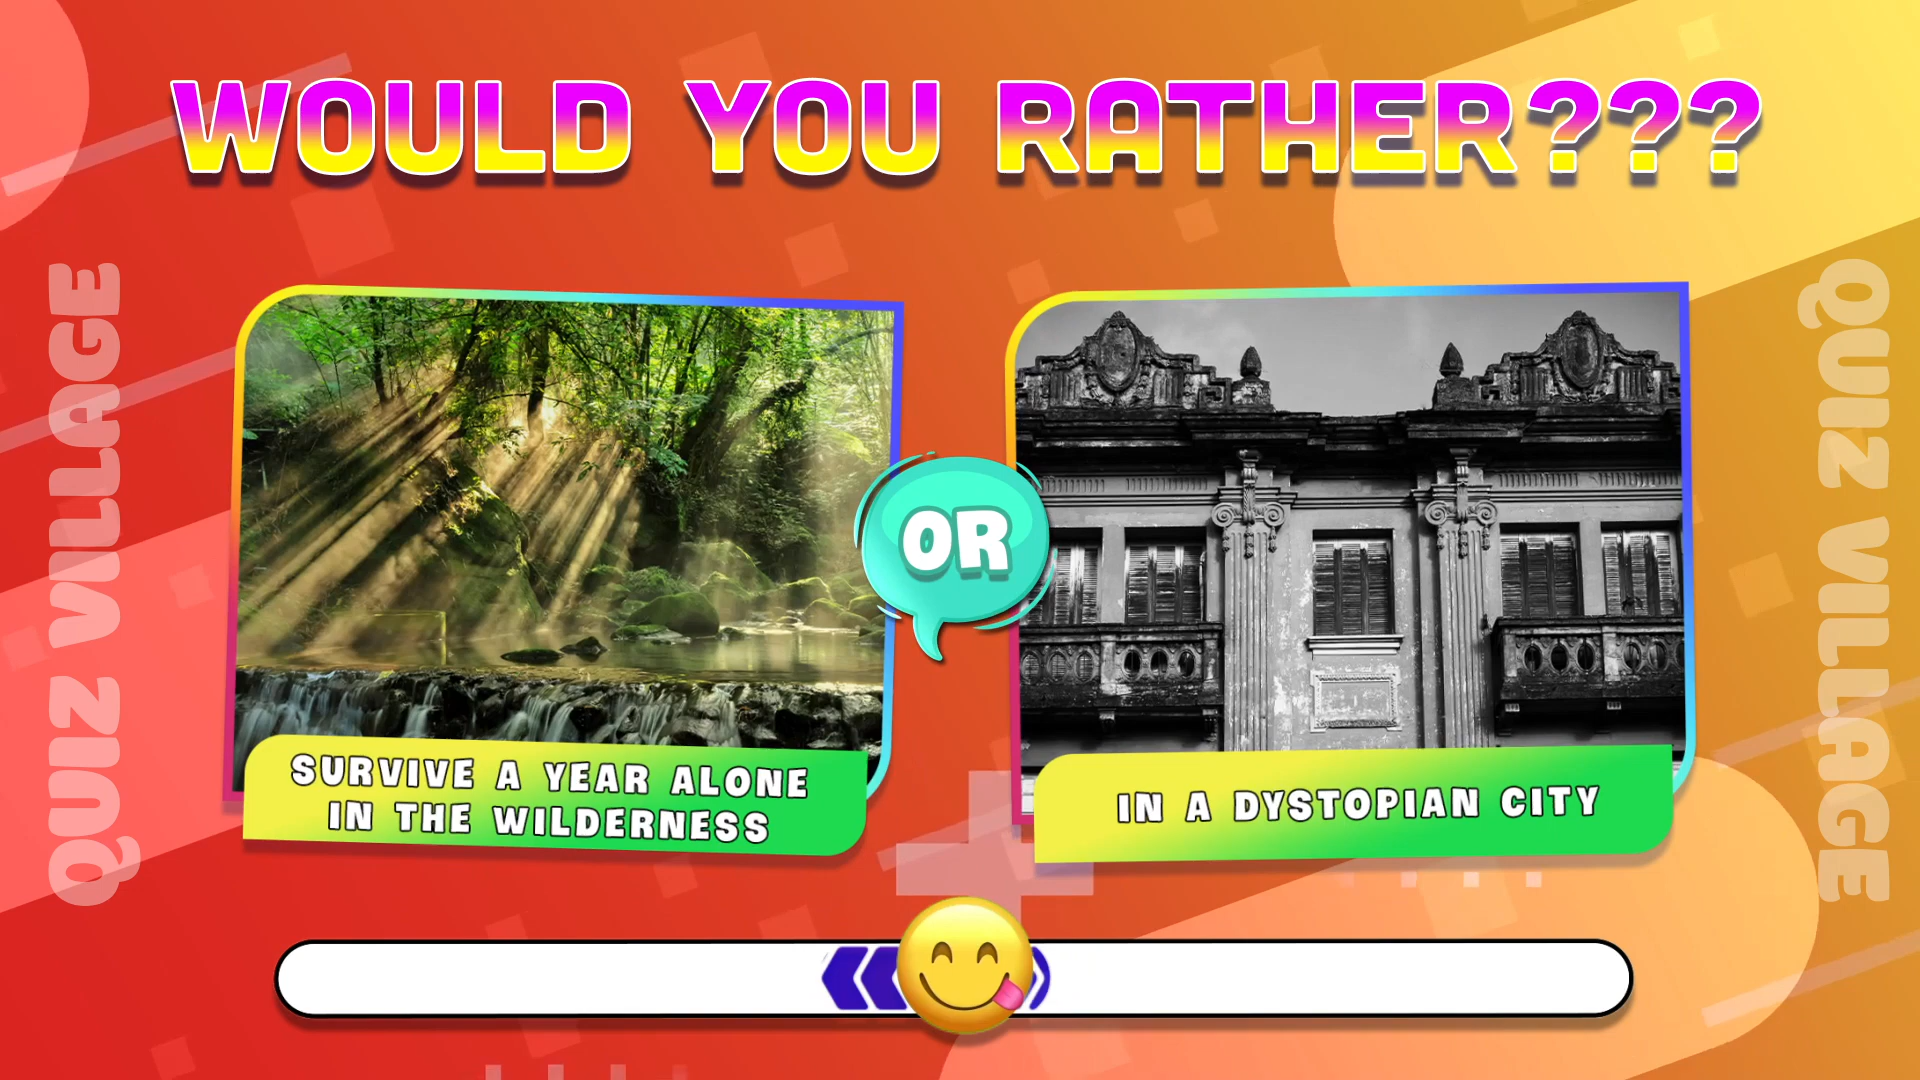 WOULD YOU RATHER???
QUIZ VILLAGE
QUIZ VILLAGE
OR
SURVIVE A YEAR ALONE
IN THE WILDERNESS
IN A DYSTOPIAN CITY